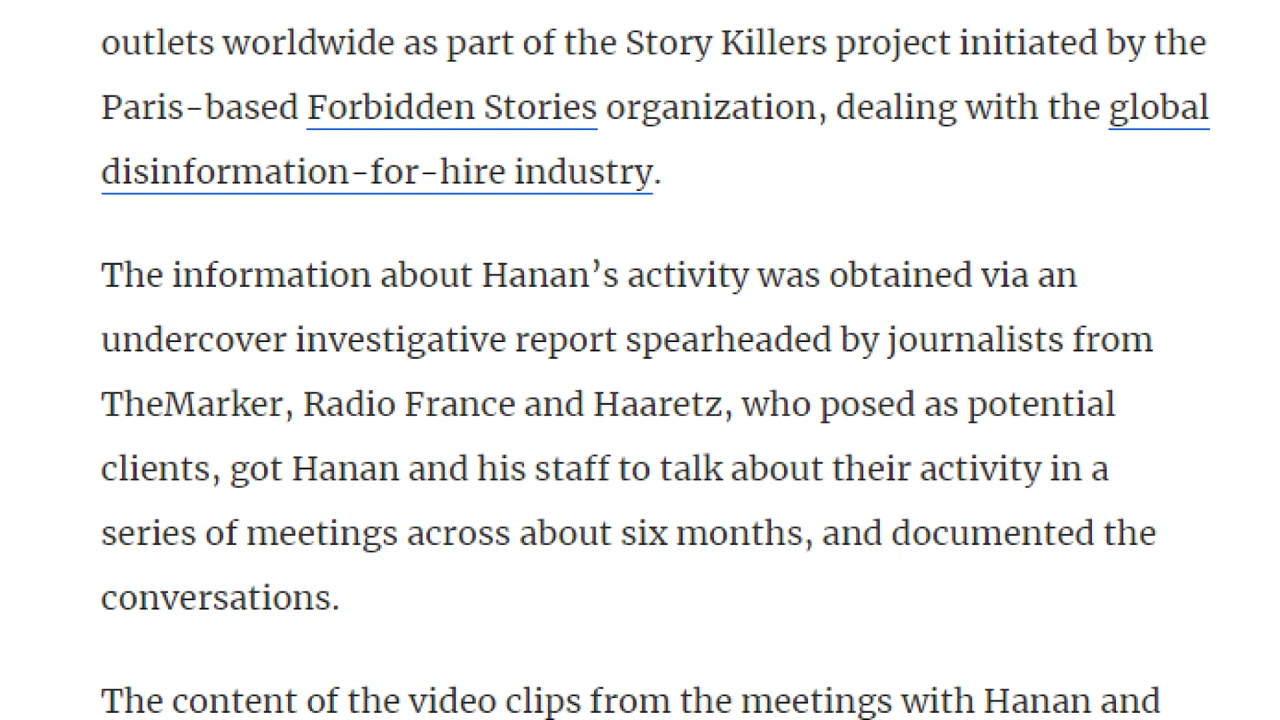 outlets worldwide as part of the Story Killers project initiated by the
Paris-based Forbidden Stories organization, dealing with the global
disinformation-for-hire industry.
The information about Hanan’s activity was obtained via an
undercover investigative report spearheaded by journalists from
TheMarker, Radio France and Haaretz, who posed as potential
clients, got Hanan and his staff to talk about their activity in a
series of meetings across about six months, and documented the
conversations.
The content of the video clips from the meetings with Hanan and